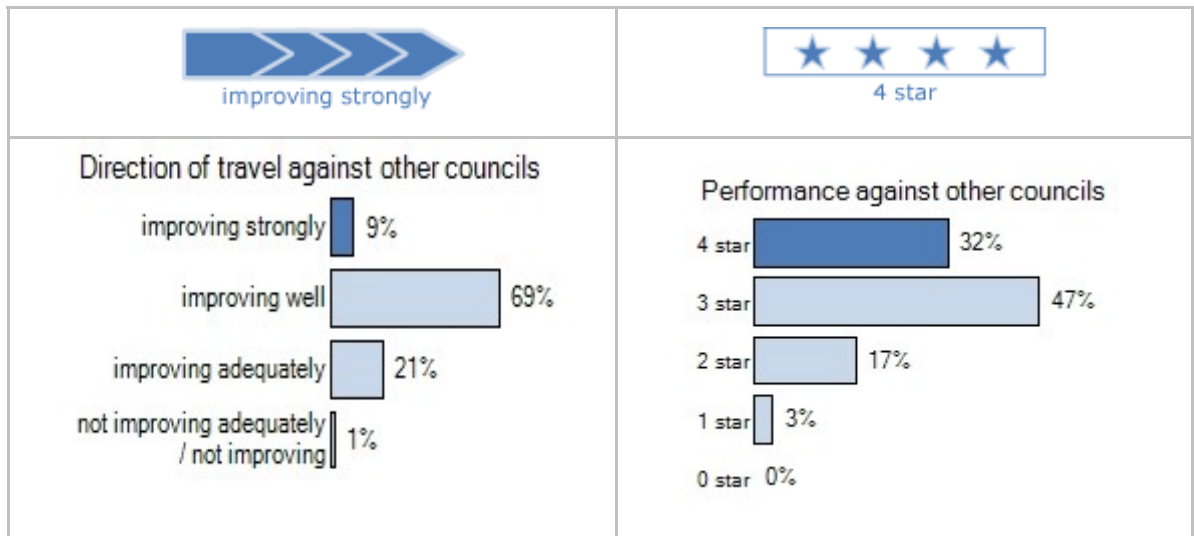 improving strongly
4 star
Direction of travel against other councils
improving strongly 9%
improving well 69%
improving adequately 21%
not improving adequately
/ not improving 1%
Performance against other councils
4 star 32%
3 star 47%
2 star 17%
1 star 3%
0 star 0%